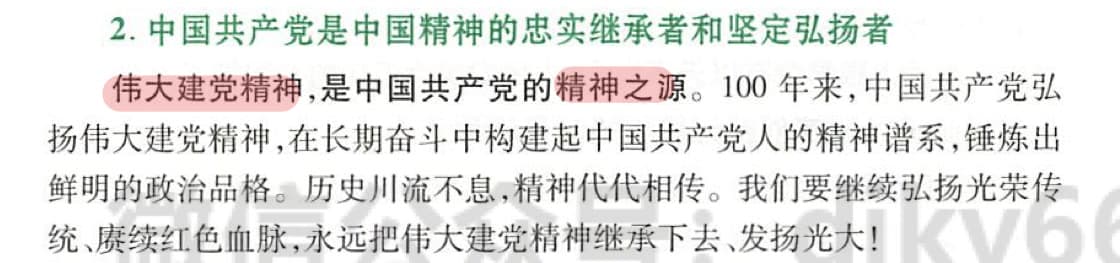 2. 中国共产党是中国精神的忠实继承者和坚定弘扬者
伟大建党精神,是中国共产党的精神之源。100 年来,中国共产党弘
扬伟大建党精神,在长期奋斗中构建起中国共产党人的精神谱系,锤炼出
鲜明的政治品格。历史川流不息,精神代代相传。我们要继续弘扬光荣传
统、赓续红色血脉,永远把伟大建党精神继承下去、发扬光大!
微信公众号: djky66